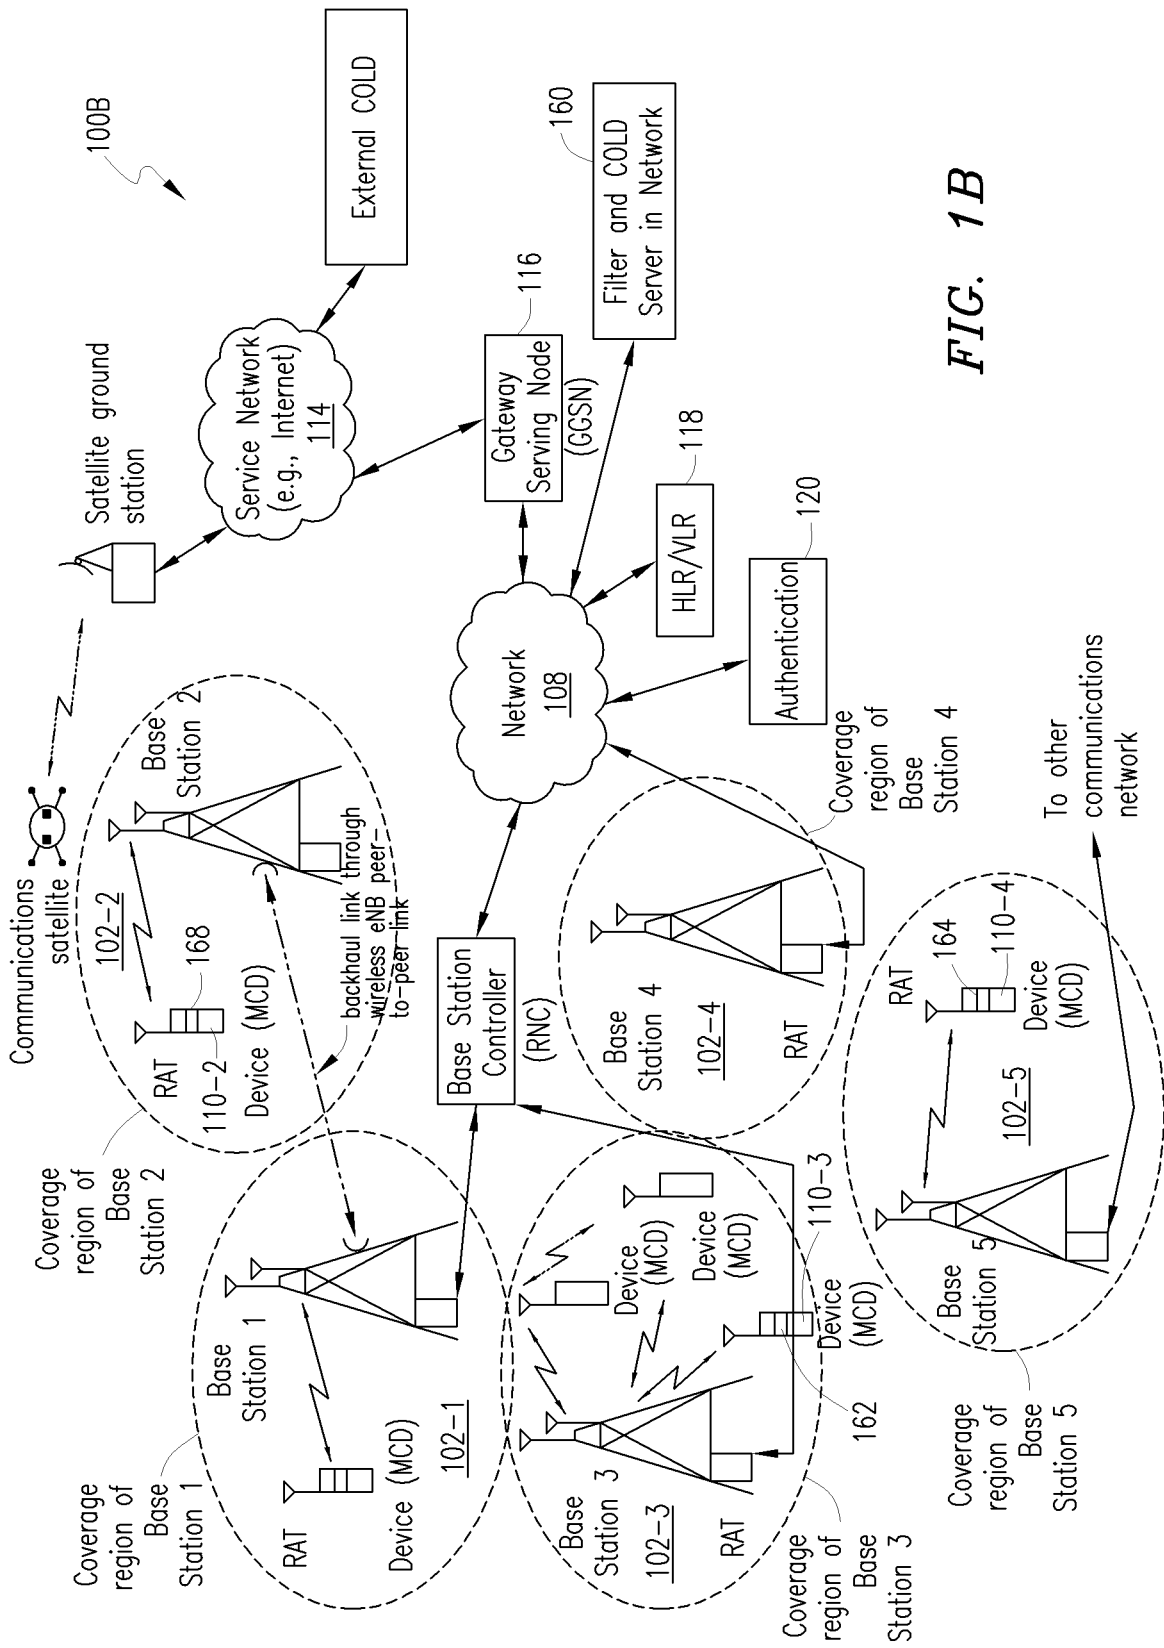 100B
Communications
satellite
Satellite ground
station
External COLD
Service Network
(e.g., Internet)
114
Coverage
region of
Base
Station 2
102-2
Base
Station 2
RAT
168
110-2
Device (MCD)
backhaul link through
wireless eNB peer-
to-peer link
Gateway
Serving Node
(GGSN)
116
Filter and COLD
Server in Network
160
Coverage
region of
Base
Station 1
Base
Station 1
RAT
Device (MCD)
102-1
Base Station
Controller
(RNC)
Network
108
HLR/VLR
118
Authentication
120
Base
Station 3
102-3
RAT
Device
(MCD)
Device
(MCD)
110-3
Device
(MCD)
162
Coverage
region of
Base
Station 3
Base
Station 4
102-4
RAT
Coverage
region of
Base
Station 4
RAT
164
110-4
Device
(MCD)
102-5
Base
Station 5
Coverage
region of
Base
Station 5
To other
communications
network
FIG. 1B